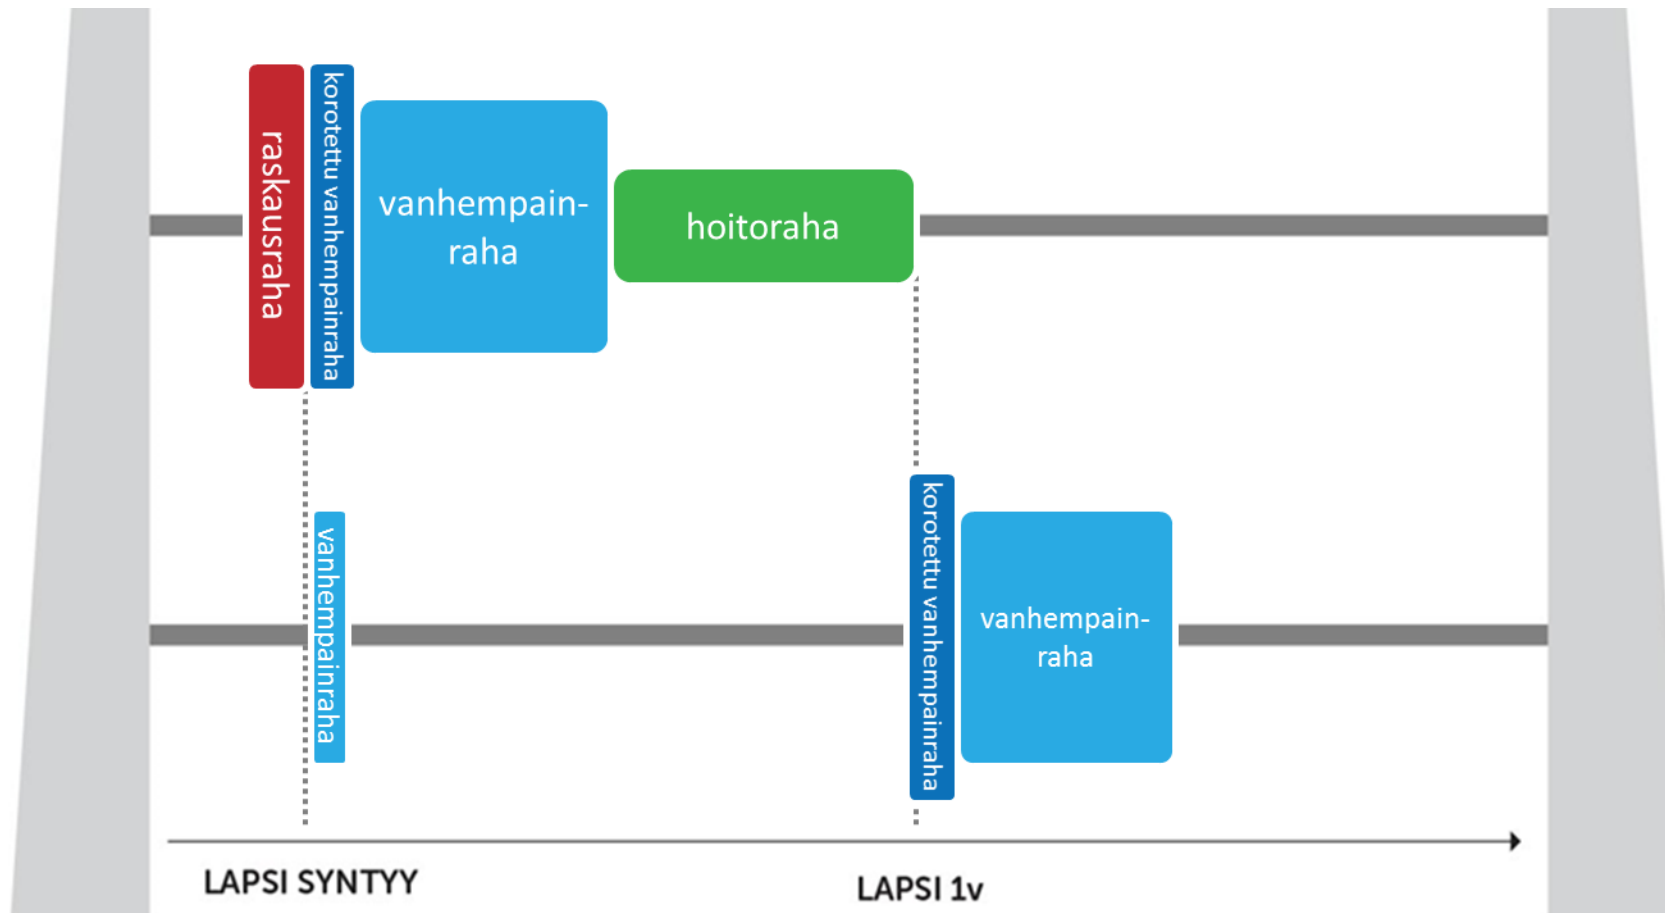 raskausraha
korotettu vanhempainraha
vanhempain-
raha
hoitoraha
vanhempainraha
korotettu vanhempainraha
vanhempain-
raha
LAPSI SYNTYY
LAPSI 1v